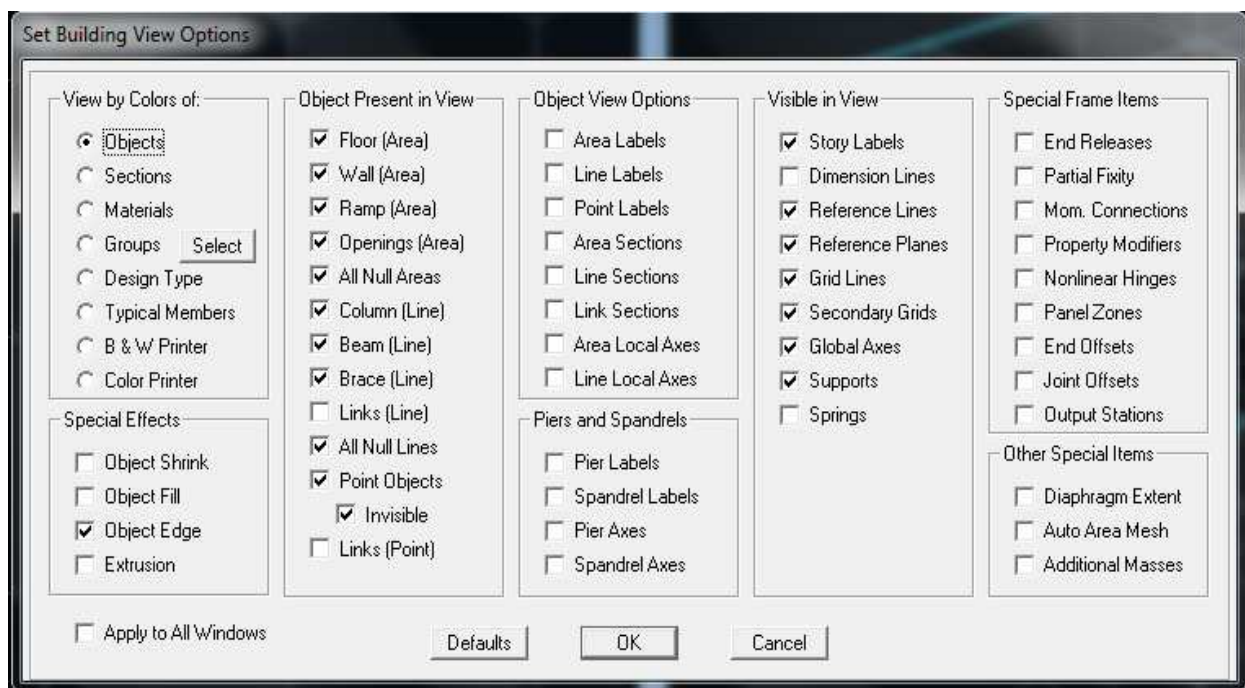 Set Building View Options
View by Colors of:
Objects
Sections
Materials
Groups Select
Design Type
Typical Members
B & W Printer
Color Printer
Special Effects
Object Shrink
Object Fill
Object Edge
Extrusion
Object Present in View
Floor (Area)
Wall (Area)
Ramp (Area)
Openings (Area)
All Null Areas
Column (Line)
Beam (Line)
Brace (Line)
Links (Line)
All Null Lines
Point Objects
Invisible
Links (Point)
Object View Options
Area Labels
Line Labels
Point Labels
Area Sections
Line Sections
Link Sections
Area Local Axes
Line Local Axes
Piers and Spandrels
Pier Labels
Spandrel Labels
Pier Axes
Spandrel Axes
Visible in View
Story Labels
Dimension Lines
Reference Lines
Reference Planes
Grid Lines
Secondary Grids
Global Axes
Supports
Springs
Special Frame Items
End Releases
Partial Fixity
Mom. Connections
Property Modifiers
Nonlinear Hinges
Panel Zones
End Offsets
Joint Offsets
Output Stations
Other Special Items
Diaphragm Extent
Auto Area Mesh
Additional Masses
Apply to All Windows
Defaults
OK
Cancel